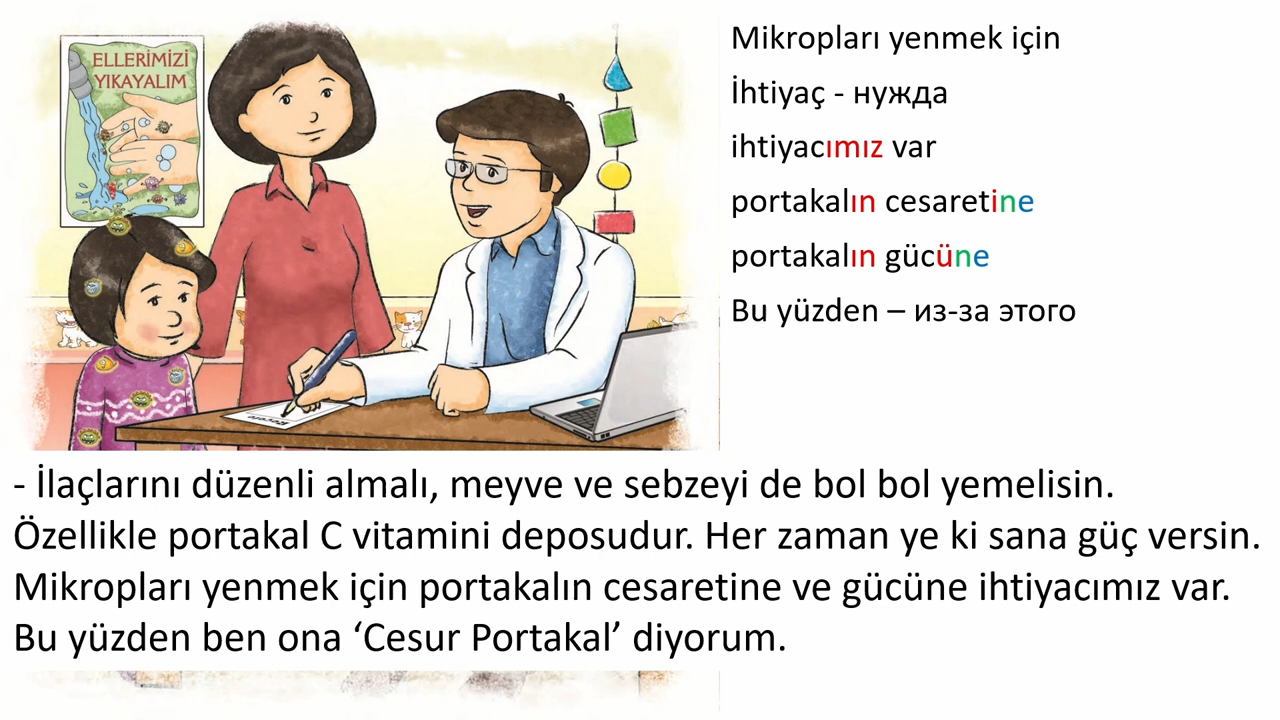 ELLERİMİZİ
YIKAYALIM
Mikropları yenmek için
İhtiyaç - нужда
ihtiyacımız var
portakalın cesaretine
portakalın gücüne
Bu yüzden – из-за этого
Reçete
- İlaçlarını düzenli almalı, meyve ve sebzeyi de bol bol yemelisin.
Özellikle portakal C vitamini deposudur. Her zaman ye ki sana güç versin.
Mikropları yenmek için portakalın cesaretine ve gücüne ihtiyacımız var.
Bu yüzden ben ona ‘Cesur Portakal’ diyorum.